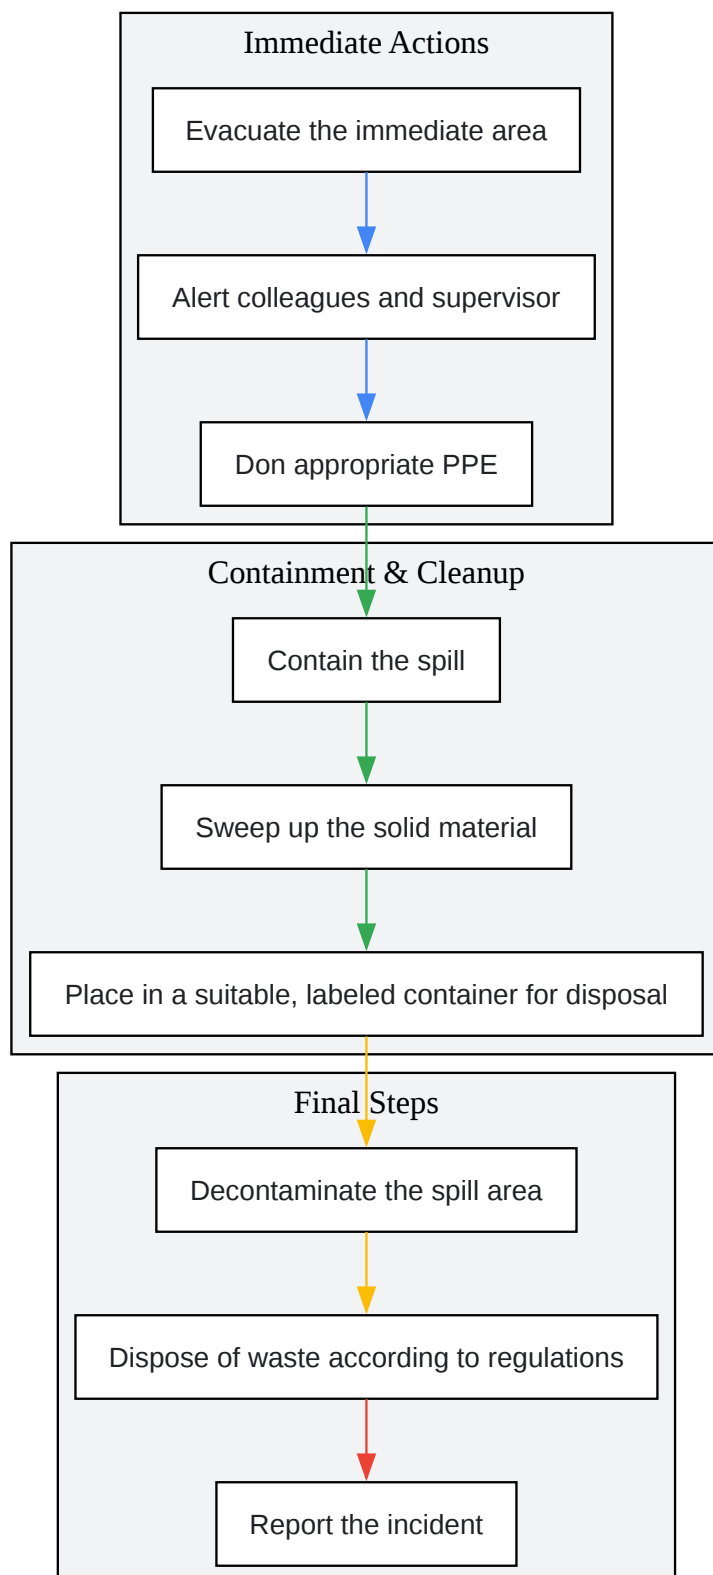 Immediate Actions
Evacuate the immediate area
Alert colleagues and supervisor
Don appropriate PPE
Containment & Cleanup
Contain the spill
Sweep up the solid material
Place in a suitable, labeled container for disposal
Final Steps
Decontaminate the spill area
Dispose of waste according to regulations
Report the incident